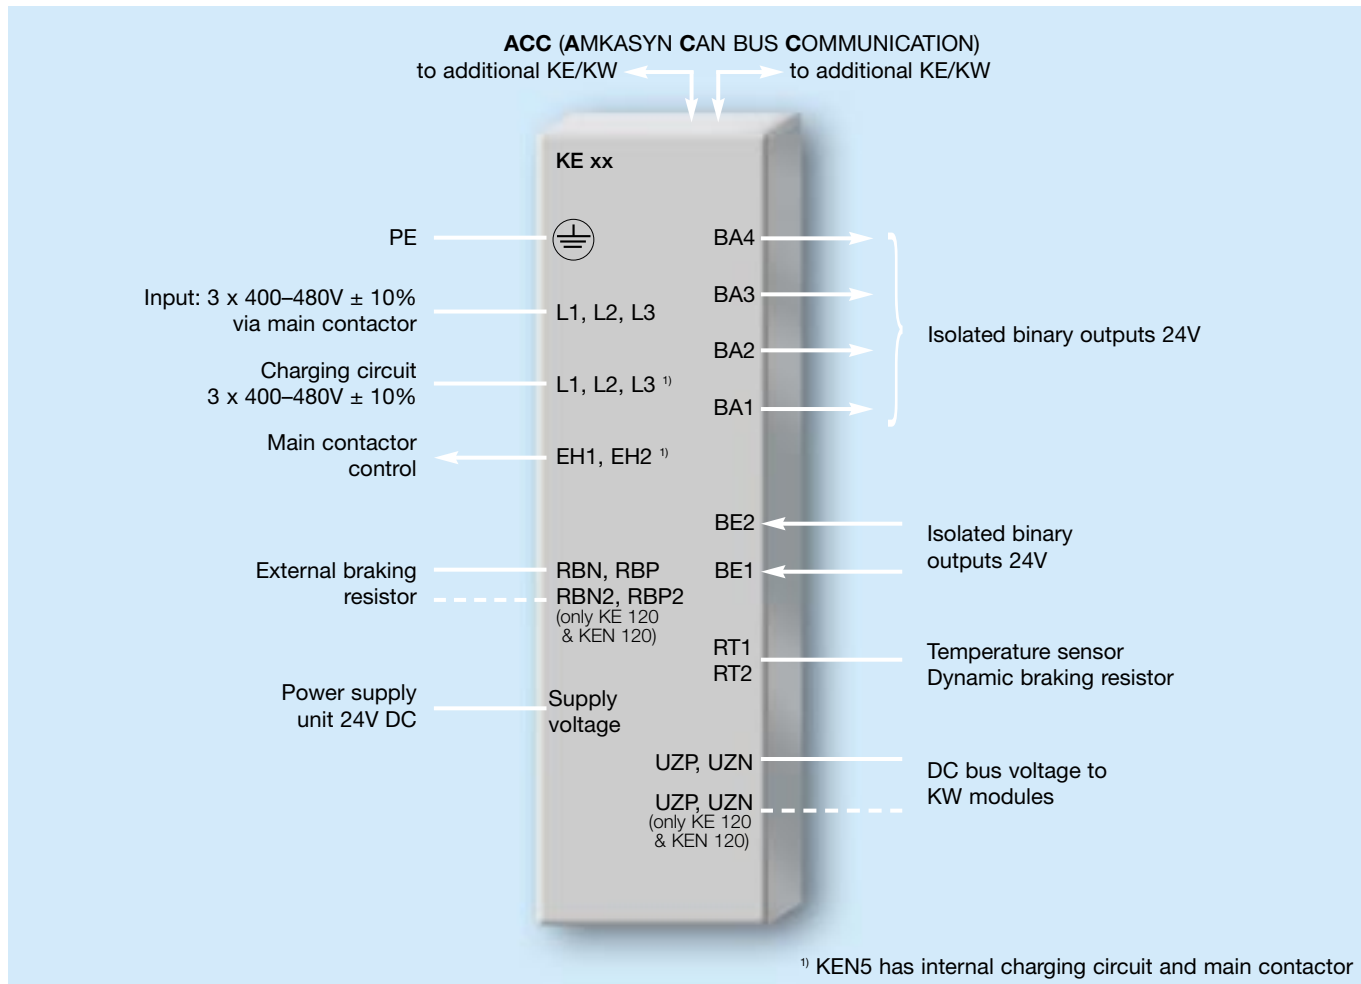 ACC (AMKASYN CAN BUS COMMUNICATION)
to additional KE/KW
to additional KE/KW
KE xx
PE
Input: 3 x 400–480V ± 10%
via main contactor
L1, L2, L3
Charging circuit
3 x 400–480V ± 10%
L1, L2, L3 1)
Main contactor
control
EH1, EH2 1)
External braking
resistor
RBN, RBP
RBN2, RBP2
(only KE 120
& KEN 120)
Power supply
unit 24V DC
Supply
voltage
BA4
BA3
BA2
BA1
Isolated binary outputs 24V
BE2
BE1
Isolated binary
outputs 24V
RT1
RT2
Temperature sensor
Dynamic braking resistor
UZP, UZN
UZP, UZN
(only KE 120
& KEN 120)
DC bus voltage to
KW modules
1) KEN5 has internal charging circuit and main contactor